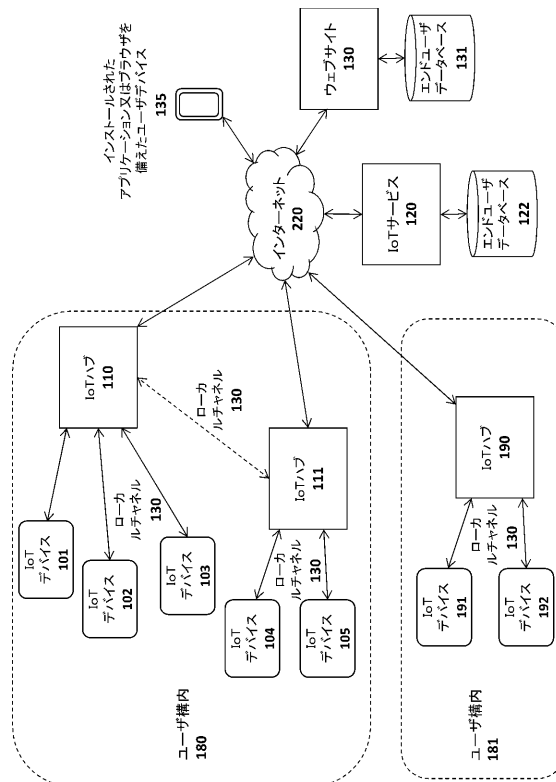 インストールされた
アプリケーション又はブラウザを
備えたユーザデバイス
135
ウェブサイト
130
エンドユーザ
データベース
131
インターネット
220
IoTサービス
120
エンドユーザ
データベース
122
IoTハブ
110
ローカ
ルチャネル
130
IoTハブ
111
IoT
デバイス
101
IoT
デバイス
102
ローカ
ルチャネル
130
IoT
デバイス
103
IoT
デバイス
104
ローカ
ルチャネル
130
IoT
デバイス
105
ユーザ構内
180
IoTハブ
190
ローカ
ルチャネル
130
IoT
デバイス
191
IoT
デバイス
192
ユーザ構内
181